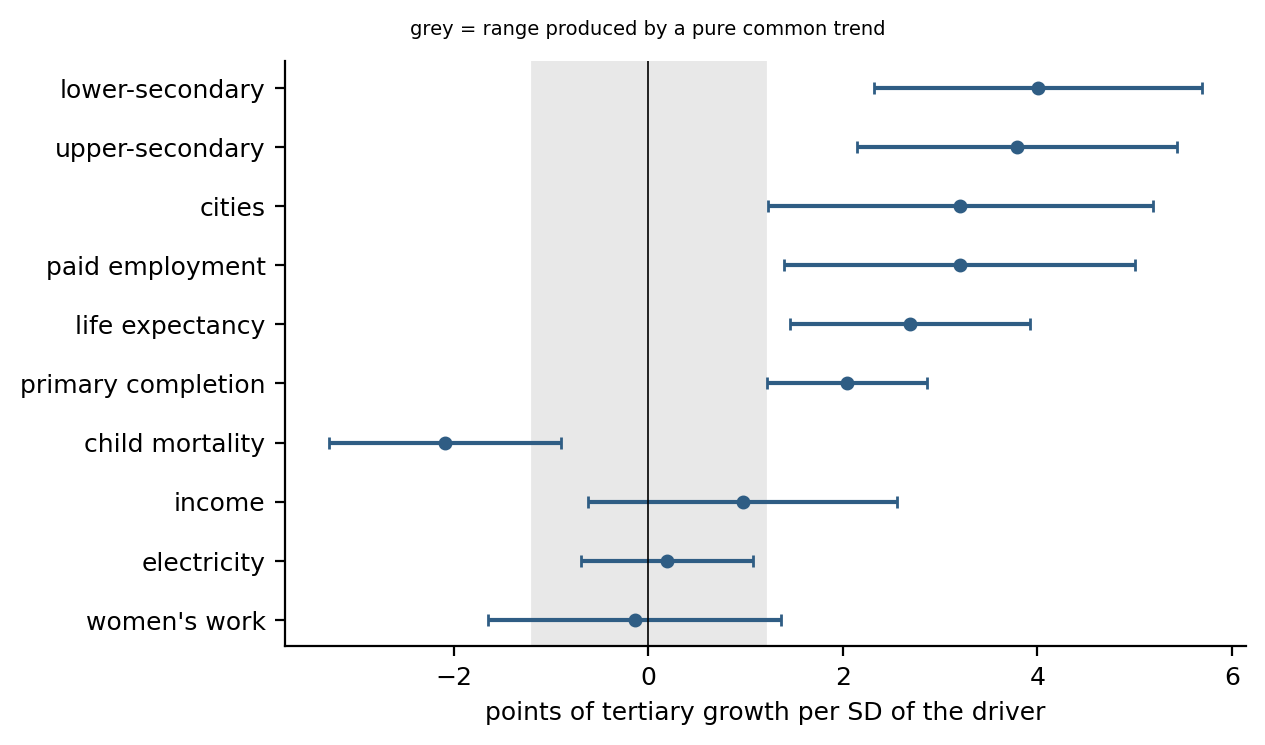 grey = range produced by a pure common trend
lower-secondary
upper-secondary
cities
paid employment
life expectancy
primary completion
child mortality
income
electricity
women's work
−2 0 2 4 6
points of tertiary growth per SD of the driver